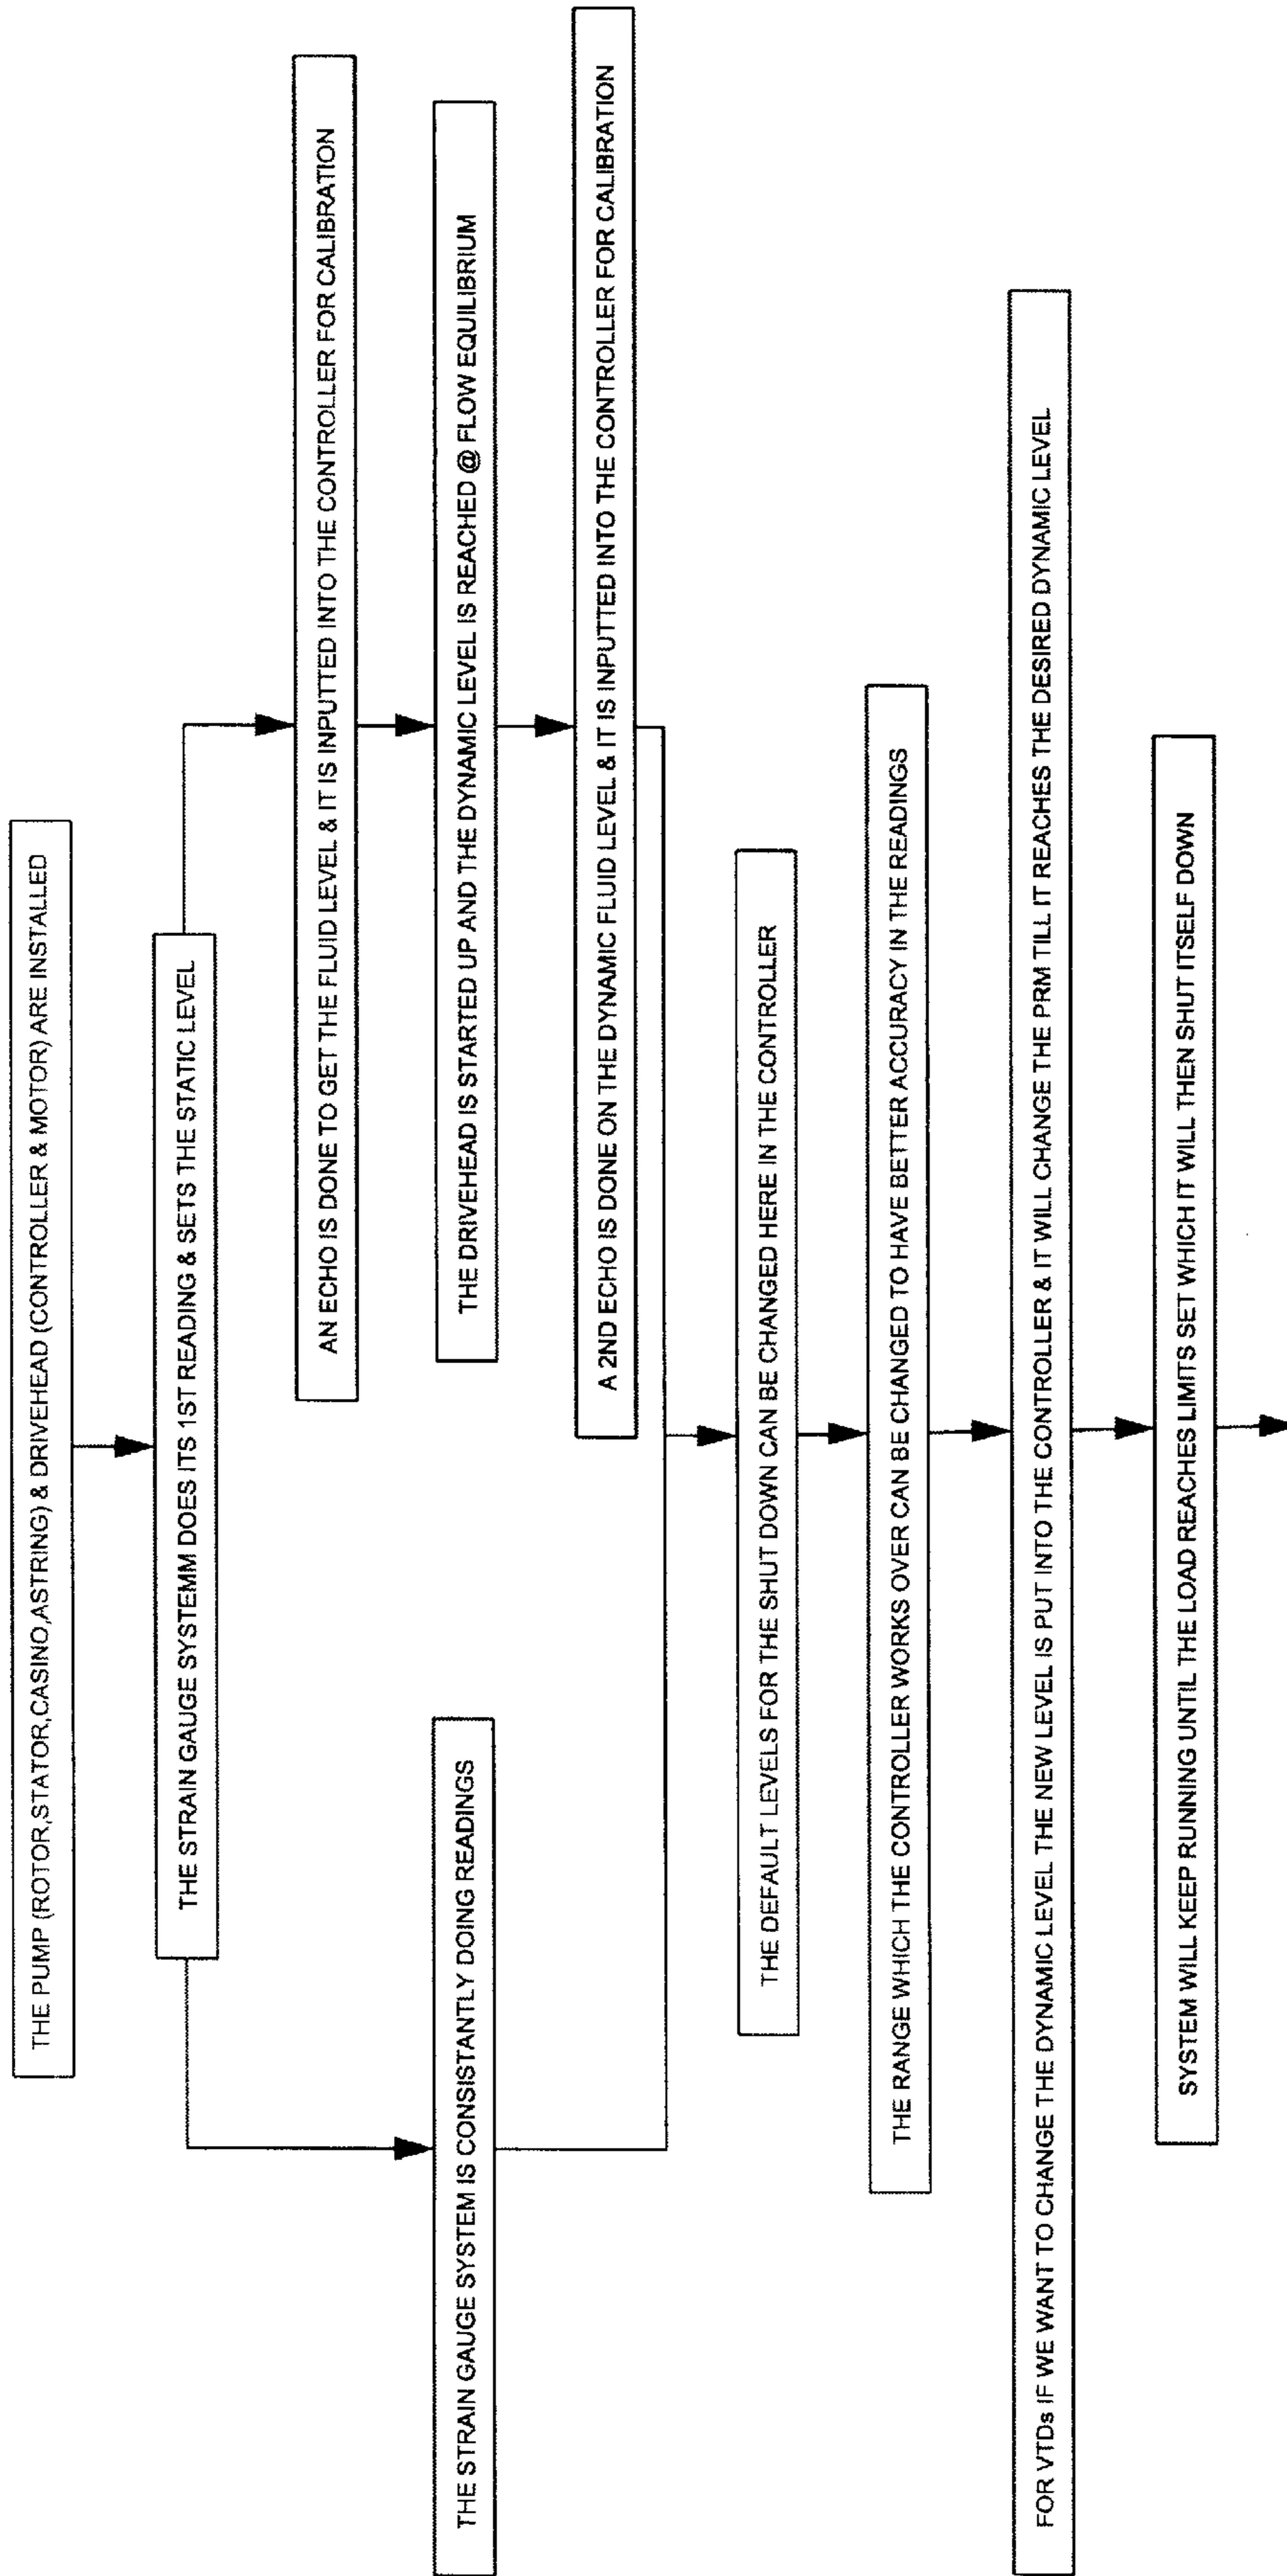 THE PUMP (ROTOR,STATOR,CASINO,ASTRING) & DRIVEHEAD (CONTROLLER & MOTOR) ARE INSTALLED
THE STRAIN GAUGE SYSTEMM DOES ITS 1ST READING & SETS THE STATIC LEVEL
AN ECHO IS DONE TO GET THE FLUID LEVEL & IT IS INPUTTED INTO THE CONTROLLER FOR CALIBRATION
THE STRAIN GAUGE SYSTEM IS CONSISTANTLY DOING READINGS
THE DRIVEHEAD IS STARTED UP AND THE DYNAMIC LEVEL IS REACHED @ FLOW EQUILIBRIUM
A 2ND ECHO IS DONE ON THE DYNAMIC FLUID LEVEL & IT IS INPUTTED INTO THE CONTROLLER FOR CALIBRATION
THE DEFAULT LEVELS FOR THE SHUT DOWN CAN BE CHANGED HERE IN THE CONTROLLER
THE RANGE WHICH THE CONTROLLER WORKS OVER CAN BE CHANGED TO HAVE BETTER ACCURACY IN THE READINGS
FOR VTDs IF WE WANT TO CHANGE THE DYNAMIC LEVEL THE NEW LEVEL IS PUT INTO THE CONTROLLER & IT WILL CHANGE THE PRM TILL IT REACHES THE DESIRED DYNAMIC LEVEL
SYSTEM WILL KEEP RUNNING UNTIL THE LOAD REACHES LIMITS SET WHICH IT WILL THEN SHUT ITSELF DOWN